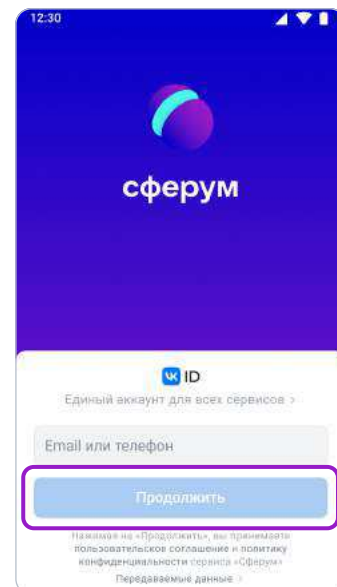 12:30
сферум
VK ID
Единый аккаунт для всех сервисов >
Email или телефон
Продолжить
Нажимая на «Продолжить», вы принимаете
пользовательское соглашение и политику
конфиденциальности сервиса «Сферум»
Передаваемые данные >